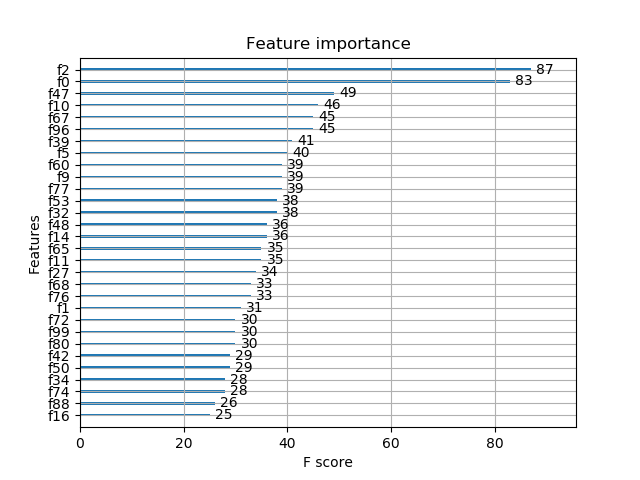 Feature importance
f2 87
f0 83
f47 49
f10 46
f67 45
f96 45
f39 41
f5 40
f60 39
f9 39
f77 39
f53 38
f32 38
f48 36
f14 36
f65 35
f11 35
f27 34
f68 33
f76 33
f1 31
f72 30
f99 30
f80 30
f42 29
f50 29
f34 28
f74 28
f88 26
f16 25
Features
0 20 40 60 80
F score